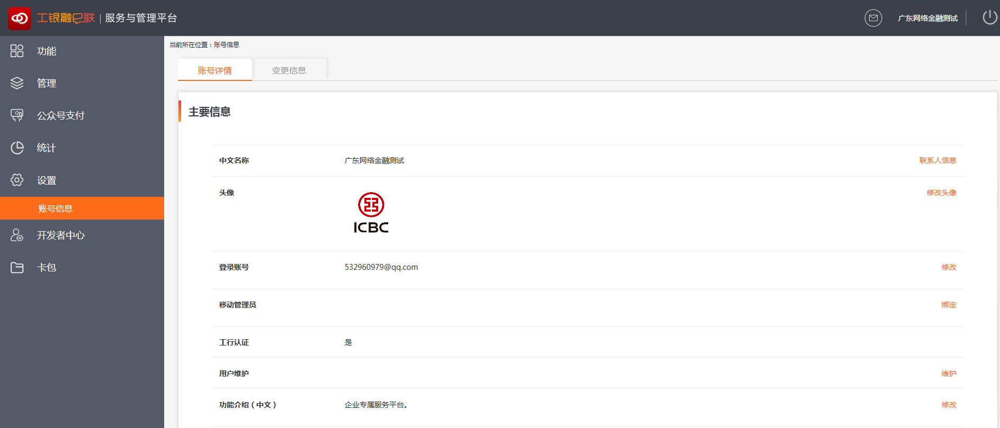 工银融e联 | 服务与管理平台
广东网络金融测试
功能
管理
公众号支付
统计
设置
账号信息
开发者中心
卡包
当前所在位置：账号信息
账号详情
变更信息
主要信息
中文名称 广东网络金融测试 联系人信息
头像 修改头像
ICBC
登录账号 532960979@qq.com 修改
移动管理员 绑定
工行认证 是
用户维护 维护
功能介绍（中文） 企业专属服务平台。 修改